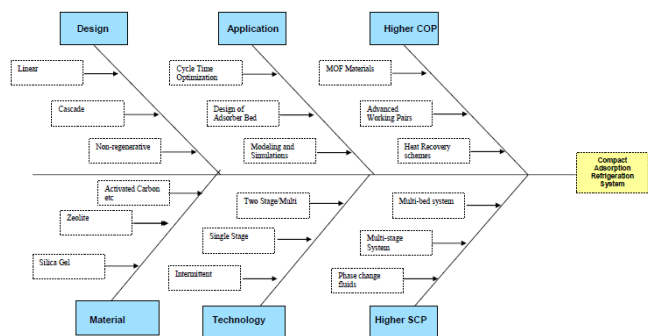 Design
Application
Higher COP
Linear
Cascade
Non-regenerative
Cycle Time
Optimization
Design of
Adsorber Bed
Modeling and
Simulations
MOF Materials
Advanced
Working Pairs
Heat Recovery
schemes
Compact
Adsorption
Refrigeration
System
Activated Carbon
etc
Zeolite
Silica Gel
Two Stage/Multi
Single Stage
Intermittent
Multi-bed system
Multi-stage
System
Phase change
fluids
Material
Technology
Higher SCP